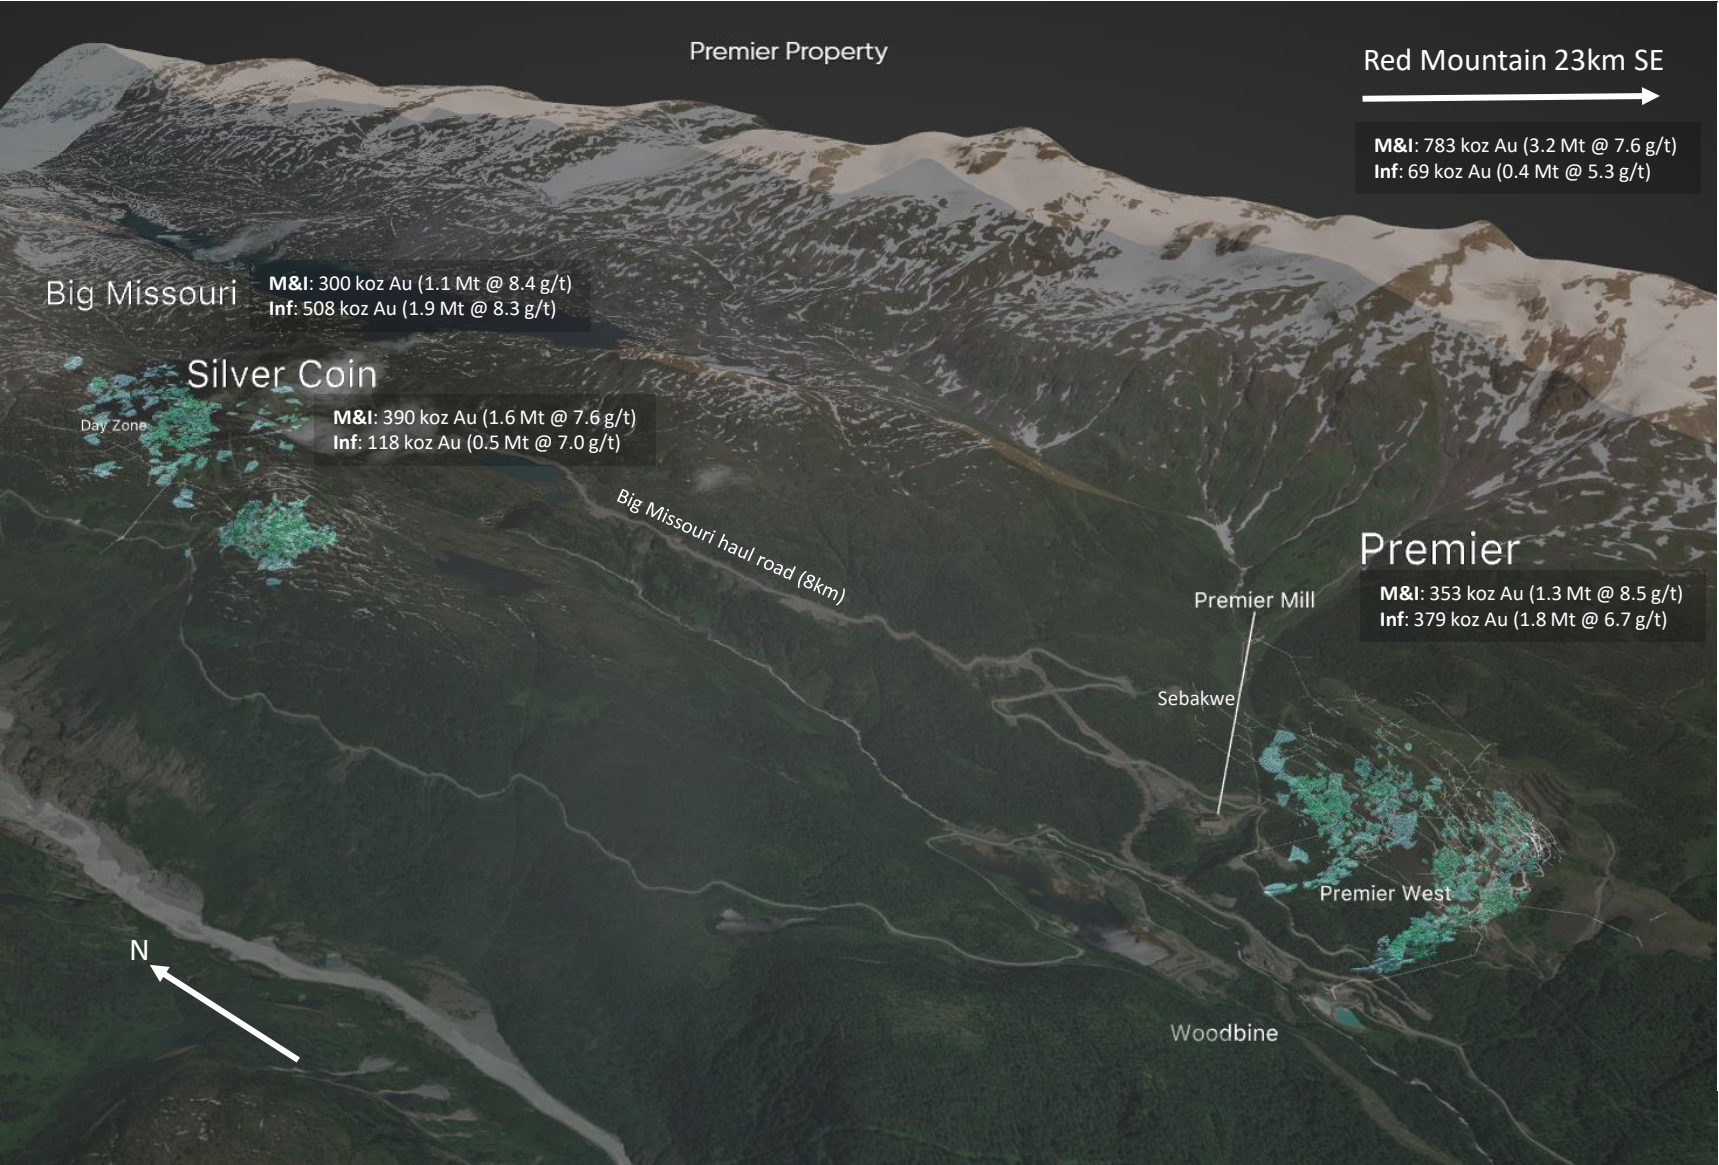 Premier Property
Red Mountain 23km SE
M&I: 783 koz Au (3.2 Mt @ 7.6 g/t)
Inf: 69 koz Au (0.4 Mt @ 5.3 g/t)
Big Missouri
M&I: 300 koz Au (1.1 Mt @ 8.4 g/t)
Inf: 508 koz Au (1.9 Mt @ 8.3 g/t)
Silver Coin
M&I: 390 koz Au (1.6 Mt @ 7.6 g/t)
Inf: 118 koz Au (0.5 Mt @ 7.0 g/t)
Day Zone
Big Missouri haul road (8km)
Premier
M&I: 353 koz Au (1.3 Mt @ 8.5 g/t)
Inf: 379 koz Au (1.8 Mt @ 6.7 g/t)
Premier Mill
Sebakwe
Premier West
N
Woodbine